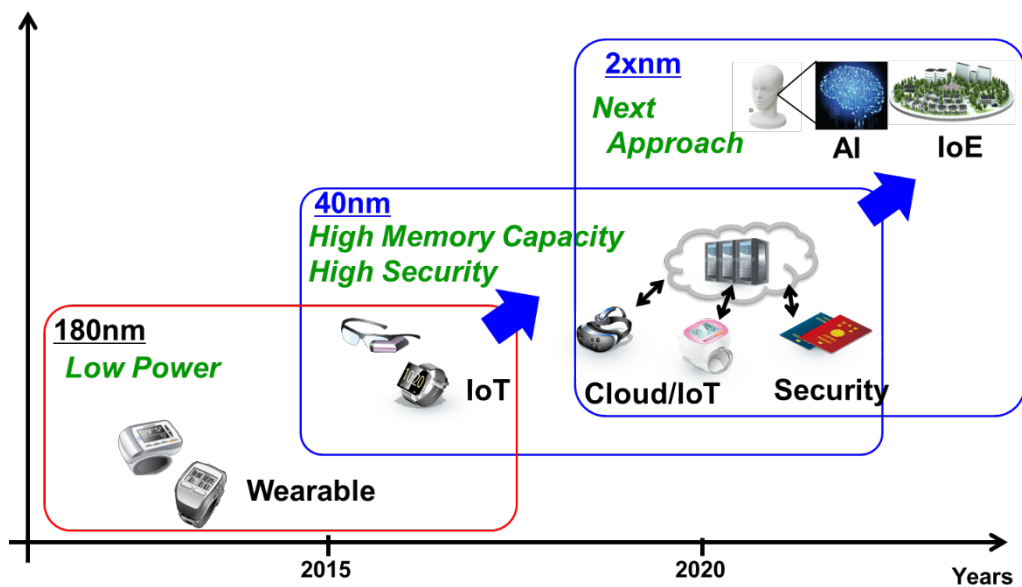 2xnm
Next
Approach
AI
IoE
40nm
High Memory Capacity
High Security
180nm
Low Power
IoT
Cloud/IoT
Security
Wearable
2015
2020
Years